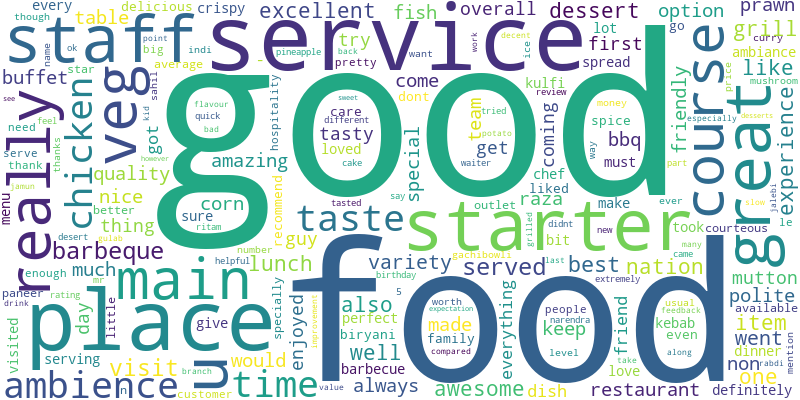 every
delicious
crispy
excellent
fish
overall
dessert
option
prawn
though
name
table
staff
service
try
lot
first
go
grill
ok
big
point
indi
star
average
pretty
back
want
work
decent
ice
spread
curry
ambiance
buffet
pineapple
come
price
mushroom
really
chicken
veg
good
course
great
like
see
need
feel
serve
thank
thanks
kid
sahil
got
flavour
quick
bad
hospitality
sweet
dont
care
different
tasty
loved
cake
review
tried
team
potato
money
way
coming
spice
bbq
get
must
friendly
especially
desserts
part
experience
however
amazing
quality
jamun
menu
nice
better
thing
corn
sure
ritam
recommend
special
waiter
say
chef
liked
raza
outlet
make
ever
slow
jalebi
le
desert
gulab
barbeque
guy
taste
tasted
starter
didnt
new
bit
grilled
took
many
courteous
number
enough
much
helpful
lunch
variety
served
gachibowli
last
best
nation
came
mutton
paneer
drink
mr
rating
main
birthday
food
extremely
polite
available
visited
place
day
little
give
specially
enjoyed
also
5
worth
expectation
made
family
compared
everything
people
narendra
keep
level
friend
usual
feedback
kebab
even
along
item
went
dinner
mention
perfect
biryani
well
improvement
serving
visit
u
would
barbecue
take
love
non
rabdi
one
ambience
n
customer
branch
time
value
always
awesome
dish
restaurant
definitely